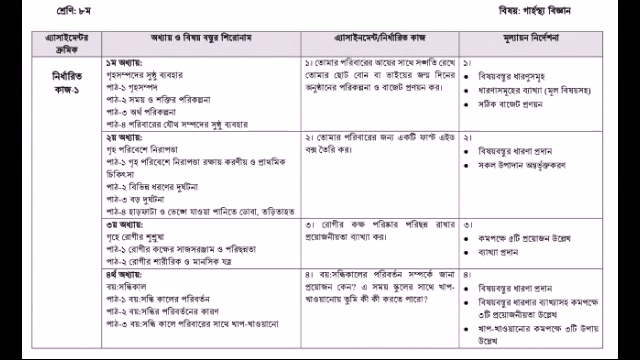 শ্রেণি: ৮ম
বিষয়: গার্হস্থ্য বিজ্ঞান
এ্যাসাইমেন্টের ক্রমিক
অধ্যায় ও বিষয় বস্তুর শিরোনাম
এ্যাসাইনমেন্ট/নির্ধারিত কাজ
মূল্যায়ন নির্দেশনা
নির্ধারিত
কাজ-১
১ম অধ্যায়:
গৃহসম্পদের সুষ্ঠু ব্যবহার
পাঠ-১ গৃহসম্পদ
পাঠ-২ সময় ও শক্তির পরিকল্পনা
পাঠ-৩ অর্থ পরিকল্পনা
পাঠ-৪ পরিবারের যৌথ সম্পদের সুষ্ঠু ব্যবহার
১। তোমার পরিবারের আয়ের সাথে সঙ্গতি রেখে
তোমার ছোট বোন বা ভাইয়ের জন্ম দিনের
অনুষ্ঠানের পরিকল্পনা ও বাজেট প্রণয়ন কর।
১।
বিষয়বস্তুর ধারণুসমূহ
ধারণাসমূহের ব্যাখ্যা (মূল বিষয়সহ)
সঠিক বাজেট প্রণয়ন
২য় অধ্যায়:
গৃহ পরিবেশে নিরাপত্তা
পাঠ-১ গৃহ পরিবেশে নিরাপত্তা রক্ষায় করণীয় ও প্রাথমিক
চিকিৎসা
পাঠ-২ বিভিন্ন ধরণের দুর্ঘটনা
পাঠ-৩ বড় দুর্ঘটনা
পাঠ-৪ হাড়ফাটা ও ভেঙ্গে যাওয়া পানিতে ডোবা, তড়িতাহত
২। তোমার পরিবারের জন্য একটি ফাস্ট এইড
বক্স তৈরি কর।
২।
বিষয়বস্তুর ধারণা প্রদান
সকল উপাদান অন্তর্ভূক্তকরণ
৩য় অধ্যায়:
গৃহে রোগীর শুশ্রুষা
পাঠ-১ রোগীর কক্ষের সাজসরঞ্জাম ও পরিচ্ছন্নতা
পাঠ-২ রোগীর শারীরিক ও মানসিক যত্ন
৩। রোগীর কক্ষ পরিষ্কার পরিছন্ন রাখার
প্রয়োজনীয়তা ব্যাখ্যা কর।
৩।
কমপক্ষে ৫টি প্রয়োজন উল্লেখ
ব্যাখ্যা প্রদান
৪র্থ অধ্যায়:
বয়:সন্ধিকাল
পাঠ-১ বয়:সন্ধি কালের পরিবর্তন
পাঠ-২ বয়:সন্ধির পরিবর্তনের কারণ
পাঠ-৩ বয়:সন্ধি কালে পরিবারের সাথে খাপ-খাওয়ানো
৪। বয়:সন্ধিকালের পরিবর্তন সম্পর্কে জানা
প্রয়োজন কেন? এ সময় স্কুলের সাথে খাপ-
খাওয়ানোয় তুমি কী কী করতে পারো?
৪।
বিষয়বস্তুর ধারণা প্রদান
বিষয়বস্তুর ধারণার ব্যাখ্যাসহ কমপক্ষে
৩টি প্রয়োজনীয়তা উল্লেখ
খাপ-খাওয়ানোর কমপক্ষে ৩টি উপায়
উল্লেখ